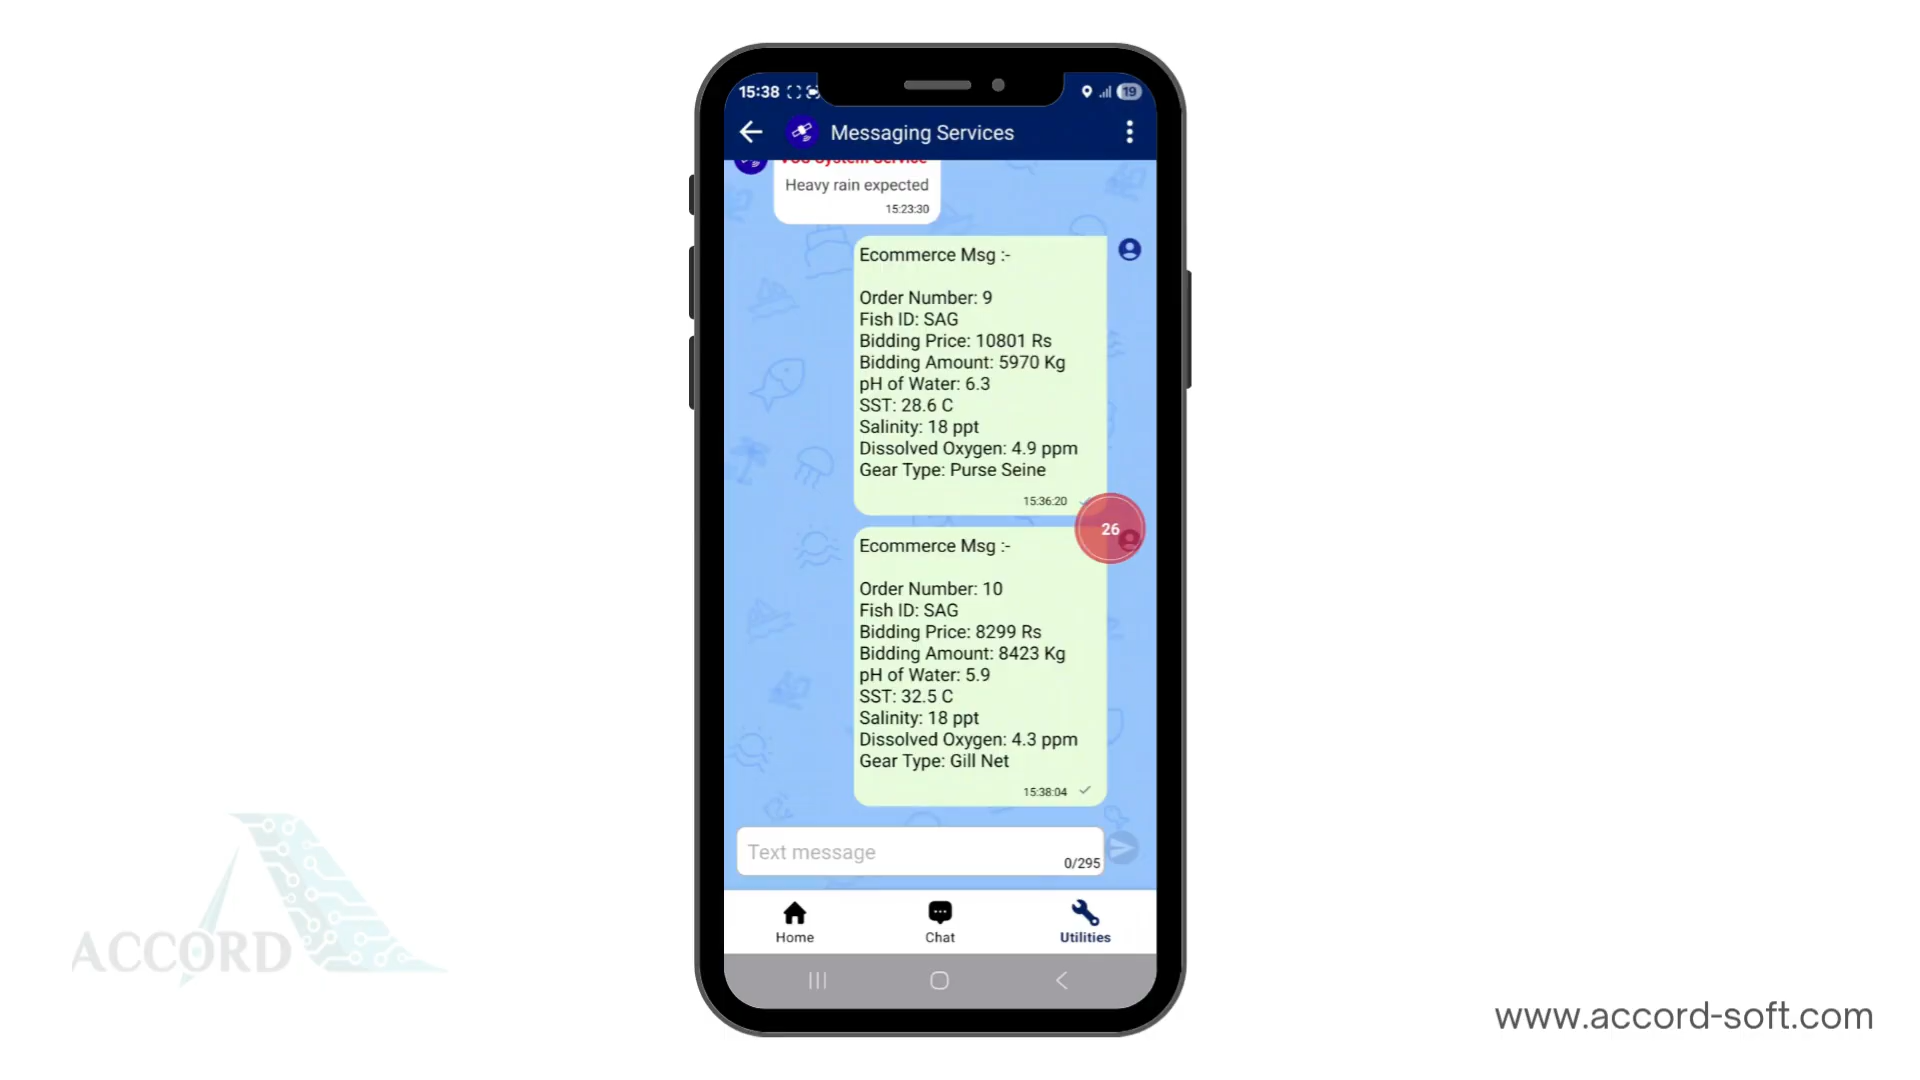 15:38
19
Messaging Services
System Service
Heavy rain expected
15:23:30
Ecommerce Msg :-
Order Number: 9
Fish ID: SAG
Bidding Price: 10801 Rs
Bidding Amount: 5970 Kg
pH of Water: 6.3
SST: 28.6 C
Salinity: 18 ppt
Dissolved Oxygen: 4.9 ppm
Gear Type: Purse Seine
15:36:20
26
Ecommerce Msg :-
Order Number: 10
Fish ID: SAG
Bidding Price: 8299 Rs
Bidding Amount: 8423 Kg
pH of Water: 5.9
SST: 32.5 C
Salinity: 18 ppt
Dissolved Oxygen: 4.3 ppm
Gear Type: Gill Net
15:38:04
Text message
0/295
Home
Chat
Utilities
ACCORD
www.accord-soft.com